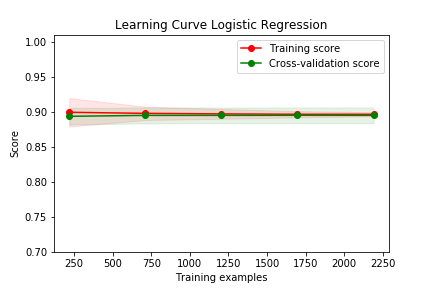 Learning Curve Logistic Regression
Training score
Cross-validation score
1.00
0.95
0.90
0.85
0.80
0.75
0.70
Score
250 500 750 1000 1250 1500 1750 2000 2250
Training examples